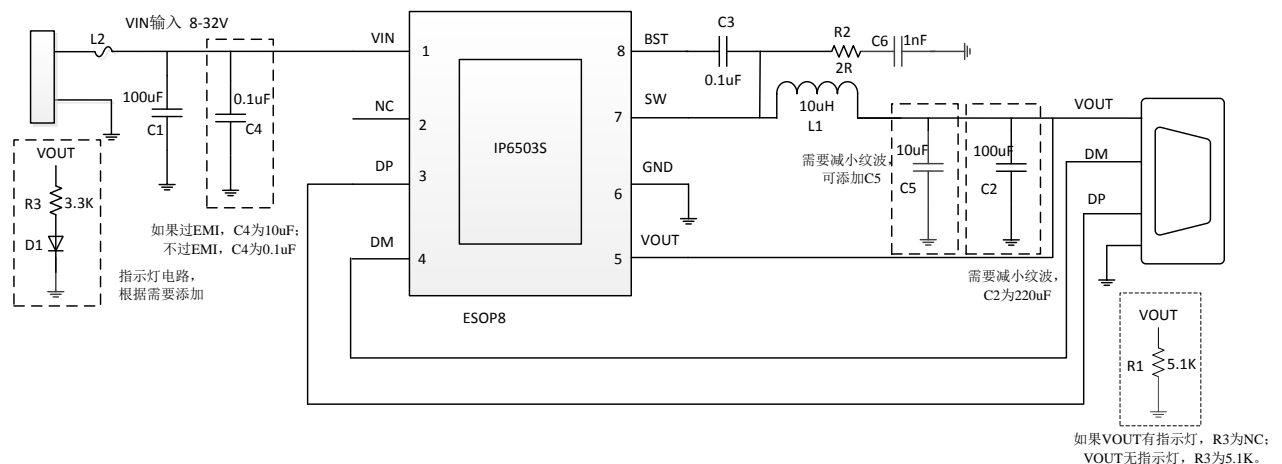 VIN输入 8-32V
L2
VIN
1
100uF
C1
0.1uF
C4
NC
2
DP
3
DM
4
IP6503S
ESOP8
BST
8
SW
7
GND
6
VOUT
5
C3
0.1uF
R2
2R
C6
1nF
10uH
L1
需要减小纹波,
可添加C5
10uF
C5
100uF
C2
需要减小纹波,
C2为220uF
VOUT
DM
DP
VOUT
R3
3.3K
D1
如果过EMI，C4为10uF；
不过EMI，C4为0.1uF
指示灯电路，
根据需要添加
VOUT
R1
5.1K
如果VOUT有指示灯，R3为NC；
VOUT无指示灯，R3为5.1K。